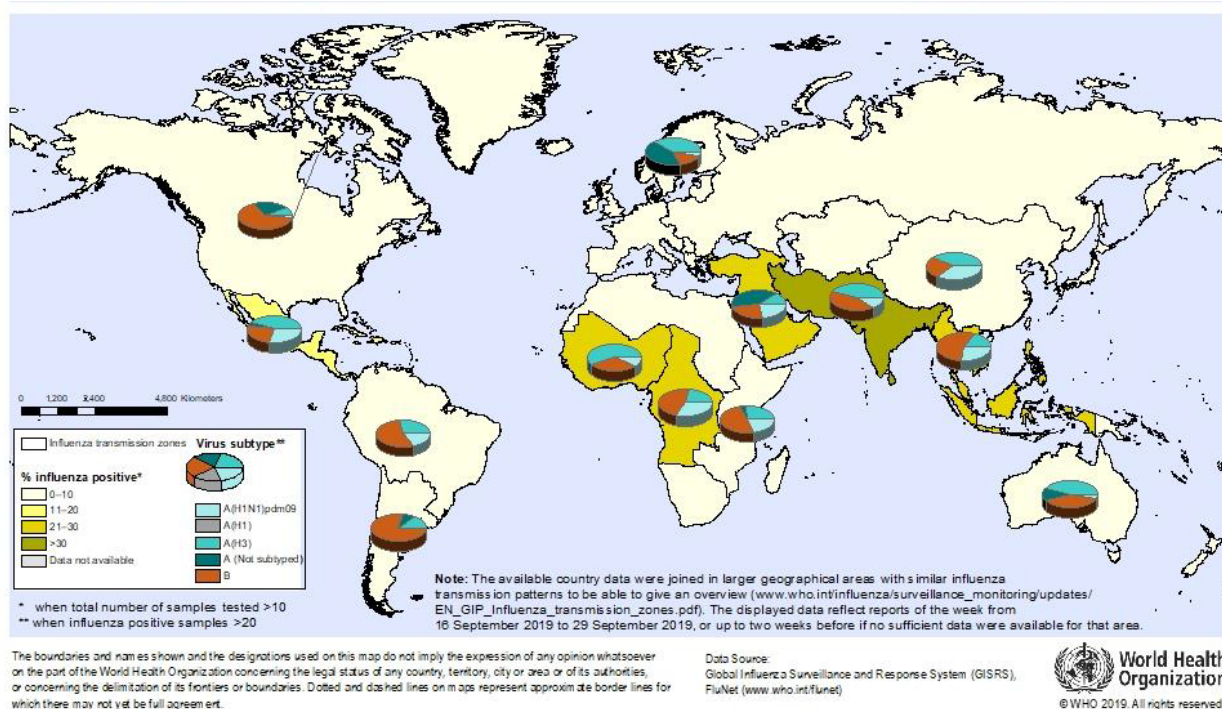 0 1,200 2,400 4,800 Kilometers
Influenza transmission zones
% influenza positive*
0–10
11–20
21–30
>30
Data not available
Virus subtype**
A(H1N1)pdm09
A(H1)
A(H3)
A (Not subtyped)
B
* when total number of samples tested >10
** when influenza positive samples >20
Note: The available country data were joined in larger geographical areas with similar influenza
transmission patterns to be able to give an overview (www.who.int/influenza/surveillance_monitoring/updates/
EN_GIP_Influenza_transmission_zones.pdf). The displayed data reflect reports of the week from
16 September 2019 to 29 September 2019, or up to two weeks before if no sufficient data were available for that area.
The boundaries and names shown and the designations used on this map do not imply the expression of any opinion whatsoever
on the part of the World Health Organization concerning the legal status of any country, territory, city or area or of its authorities,
or concerning the delimitation of its frontiers or boundaries. Dotted and dashed lines on maps represent approximate border lines for
which there may not yet be full agreement.
Data Source:
Global Influenza Surveillance and Response System (GISRS),
FluNet (www.who.int/flunet)
World Health
Organization
© WHO 2019. All rights reserved